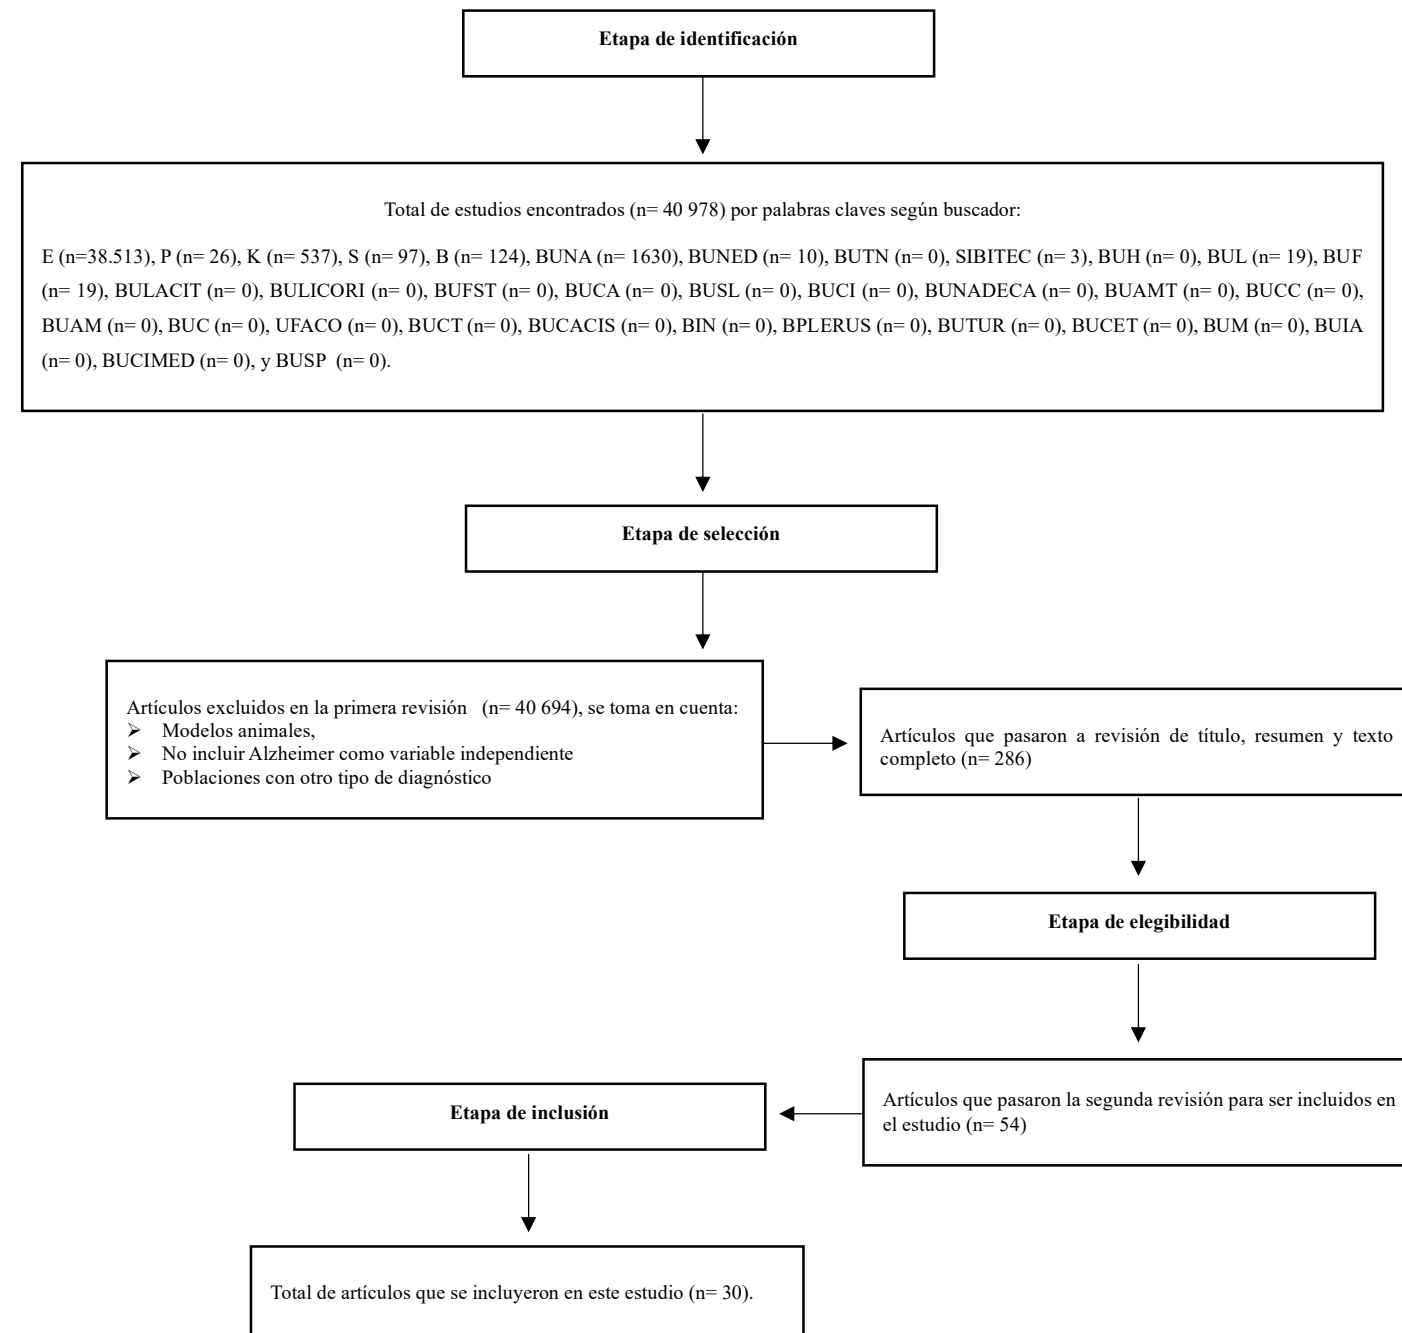 Etapa de identificación
Total de estudios encontrados (n= 40 978) por palabras claves según buscador:
E (n=38.513), P (n= 26), K (n= 537), S (n= 97), B (n= 124), BUNA (n= 1630), BUNED (n= 10), BUTN (n= 0), SIBITEC (n= 3), BUH (n= 0), BUL (n= 19), BUF
(n= 19), BULACIT (n= 0), BULICORI (n= 0), BUFST (n= 0), BUCA (n= 0), BUSL (n= 0), BUCI (n= 0), BUNADECA (n= 0), BUAMT (n= 0), BUCC (n= 0),
BUAM (n= 0), BUC (n= 0), UFACO (n= 0), BUCT (n= 0), BUCACIS (n= 0), BIN (n= 0), BPLERUS (n= 0), BUTUR (n= 0), BUCET (n= 0), BUM (n= 0), BUIA
(n= 0), BUCIMED (n= 0), y BUSP (n= 0).
Etapa de selección
Artículos excluidos en la primera revisión (n= 40 694), se toma en cuenta:
➢ Modelos animales,
➢ No incluir Alzheimer como variable independiente
➢ Poblaciones con otro tipo de diagnóstico
Artículos que pasaron a revisión de título, resumen y texto
completo (n= 286)
Etapa de elegibilidad
Artículos que pasaron la segunda revisión para ser incluidos en
el estudio (n= 54)
Etapa de inclusión
Total de artículos que se incluyeron en este estudio (n= 30).